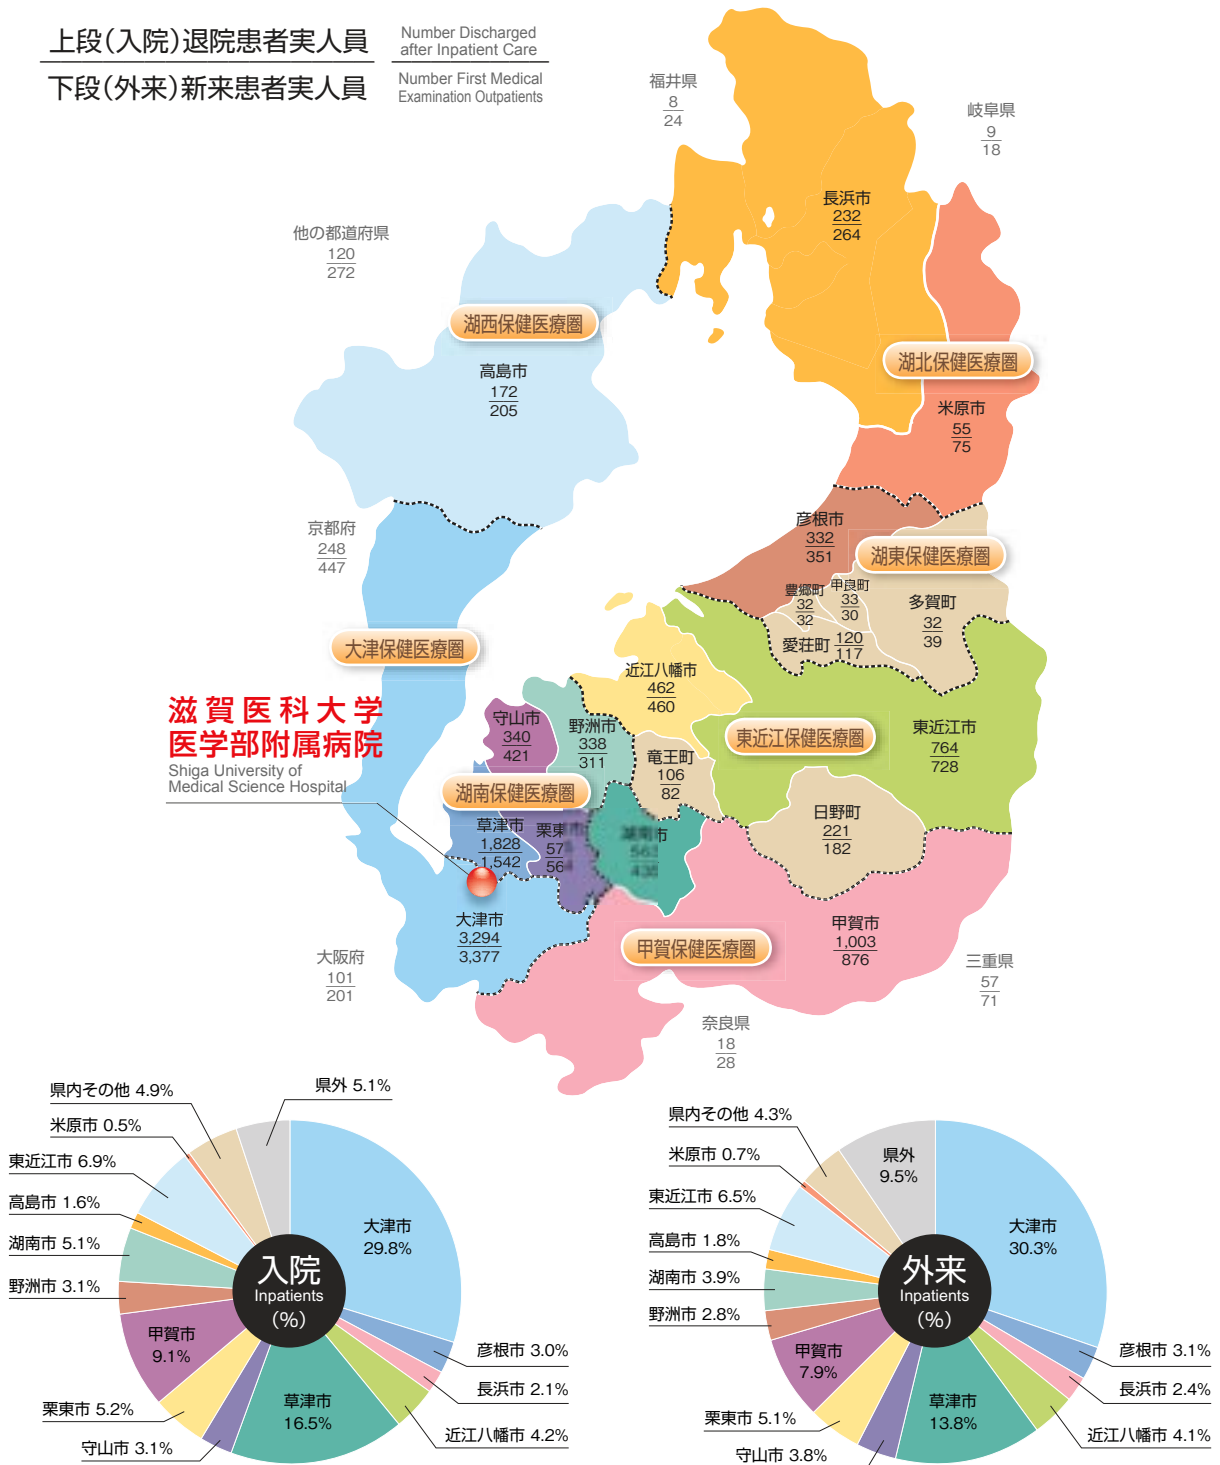 上段(入院)退院患者実人員
Number Discharged
after Inpatient Care
下段(外来)新来患者実人員
Number First Medical
Examination Outpatients
福井県
8
24
岐阜県
9
18
長浜市
232
264
他の都道府県
120
272
湖西保健医療圏
高島市
172
205
湖北保健医療圏
米原市
55
75
京都府
248
447
彦根市
332
351
湖東保健医療圏
豊郷町
32
32
甲良町
33
30
多賀町
32
39
愛荘町
120
117
大津保健医療圏
近江八幡市
462
460
滋賀医科大学
医学部附属病院
Shiga University of
Medical Science Hospital
守山市
340
421
野洲市
338
311
東近江保健医療圏
東近江市
764
728
竜王町
106
82
湖南保健医療圏
草津市
1,828
1,542
栗東
57
564
湖南市
563
日野町
221
182
大津市
3,294
3,377
甲賀保健医療圏
甲賀市
1,003
876
大阪府
101
201
三重県
57
71
奈良県
18
28
県内その他 4.9%
県外 5.1%
米原市 0.5%
東近江市 6.9%
高島市 1.6%
湖南市 5.1%
野洲市 3.1%
甲賀市
9.1%
栗東市 5.2%
守山市 3.1%
草津市
16.5%
近江八幡市 4.2%
長浜市 2.1%
彦根市 3.0%
大津市
29.8%
入院
Inpatients
(%)
県内その他 4.3%
県外
9.5%
米原市 0.7%
東近江市 6.5%
高島市 1.8%
湖南市 3.9%
野洲市 2.8%
甲賀市
7.9%
栗東市 5.1%
守山市 3.8%
草津市
13.8%
近江八幡市 4.1%
長浜市 2.4%
彦根市 3.1%
大津市
30.3%
外来
Inpatients
(%)